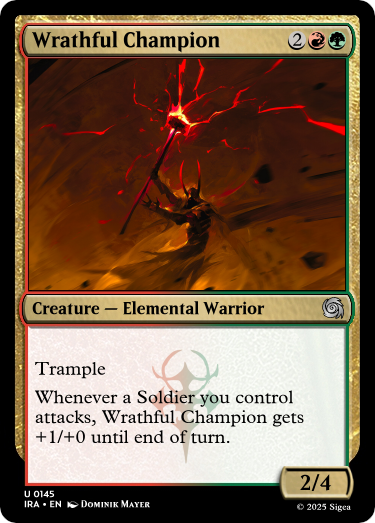 Wrathful Champion 2
Creature — Elemental Warrior
Trample
Whenever a Soldier you control
attacks, Wrathful Champion gets
+1/+0 until end of turn.
2/4
U 0145
IRA • EN Dominik Mayer
© 2025 Sigea